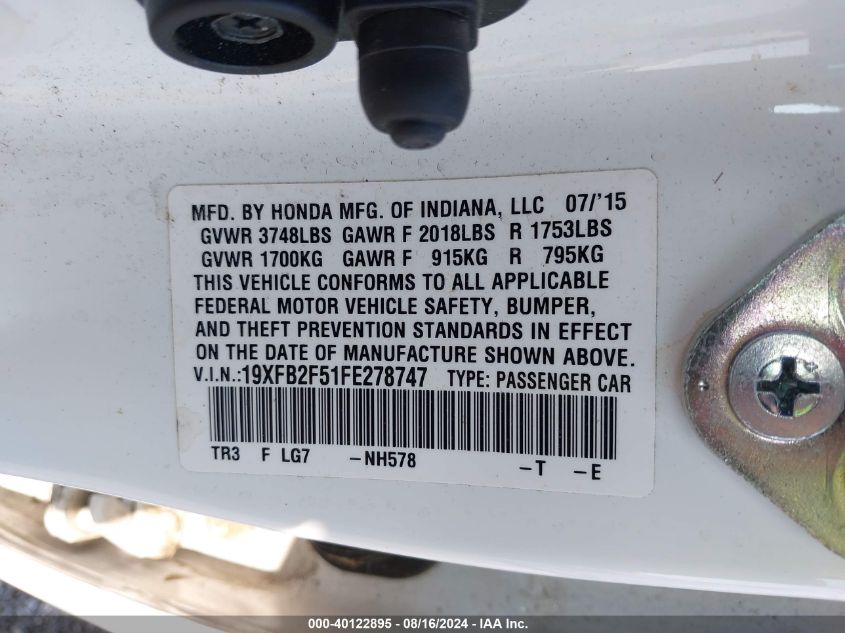 MFD. BY HONDA MFG. OF INDIANA, LLC 07/'15
GVWR 3748LBS GAWR F 2018LBS R 1753LBS
GVWR 1700KG GAWR F 915KG R 795KG
THIS VEHICLE CONFORMS TO ALL APPLICABLE
FEDERAL MOTOR VEHICLE SAFETY, BUMPER,
AND THEFT PREVENTION STANDARDS IN EFFECT
ON THE DATE OF MANUFACTURE SHOWN ABOVE.
V.I.N.:19XFB2F51FE278747 TYPE: PASSENGER CAR
TR3 F LG7 -NH578 -T -E
000-40122895 - 08/16/2024 - IAA Inc.